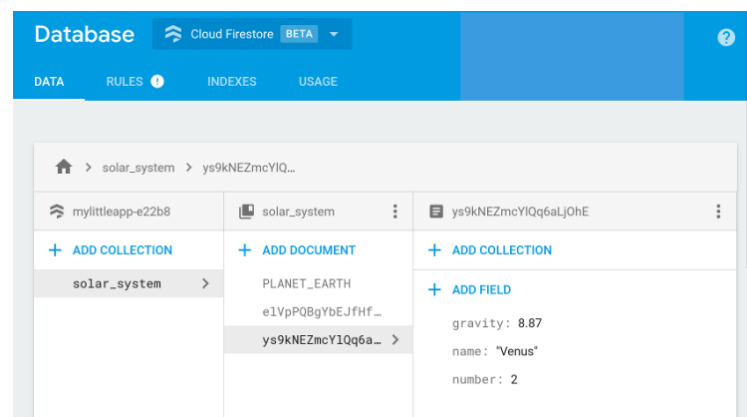 Database Cloud Firestore BETA
DATA RULES INDEXES USAGE
solar_system > ys9kNEZmcYlQ...
mylittleapp-e22b8 solar_system ys9kNEZmcYlQq6aLjOhE
+ ADD COLLECTION + ADD DOCUMENT + ADD COLLECTION
solar_system > PLANET_EARTH + ADD FIELD
elVpPQBgYbEJfHf... gravity: 8.87
ys9kNEZmcYlQq6a... > name: "Venus"
number: 2